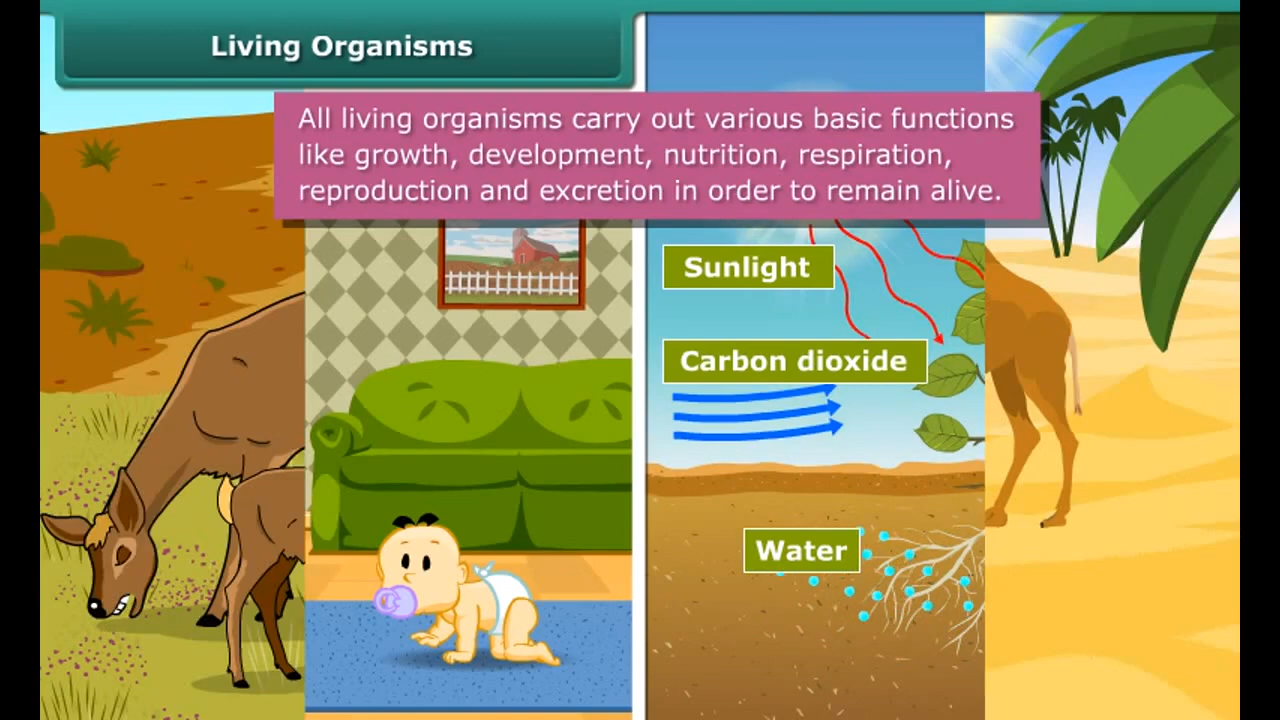 Living Organisms
All living organisms carry out various basic functions
like growth, development, nutrition, respiration,
reproduction and excretion in order to remain alive.
Sunlight
Carbon dioxide
Water